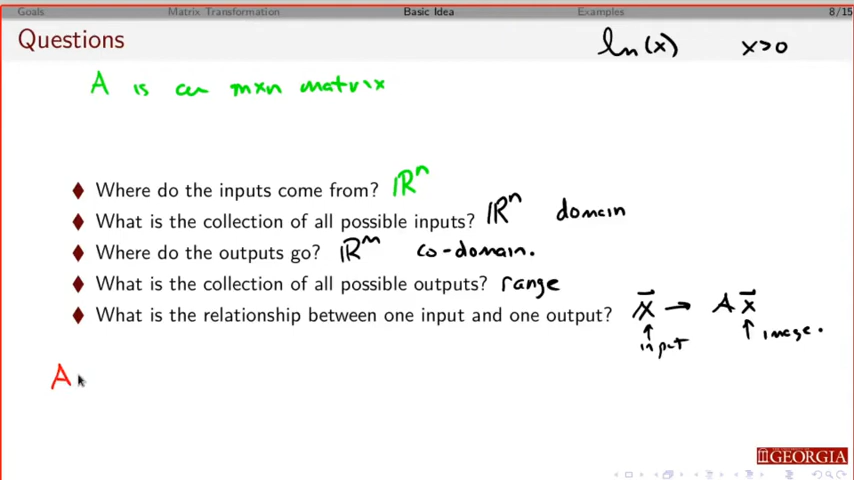 Goals Matrix Transformation Basic Idea Examples 8/15
Questions ln(x) x>0
A is an mxn matrix
♦ Where do the inputs come from? ℝⁿ
♦ What is the collection of all possible inputs? ℝⁿ domain
♦ Where do the outputs go? ℝᵐ co-domain.
♦ What is the collection of all possible outputs? range
♦ What is the relationship between one input and one output? x̄ → A x̄
↑ input ↑ image.
A
GEORGIA